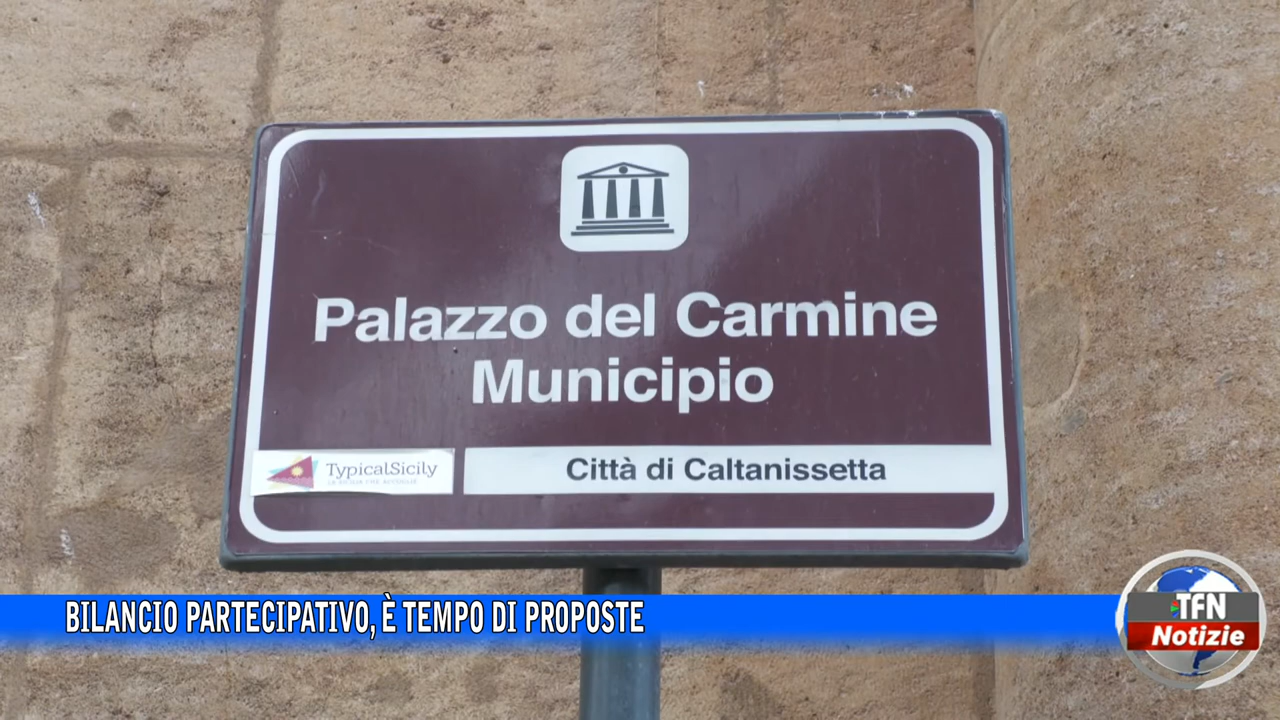 Palazzo del Carmine
Municipio
TypicalSicily
Città di Caltanissetta
BILANCIO PARTECIPATIVO, È TEMPO DI PROPOSTE
TFN
Notizie